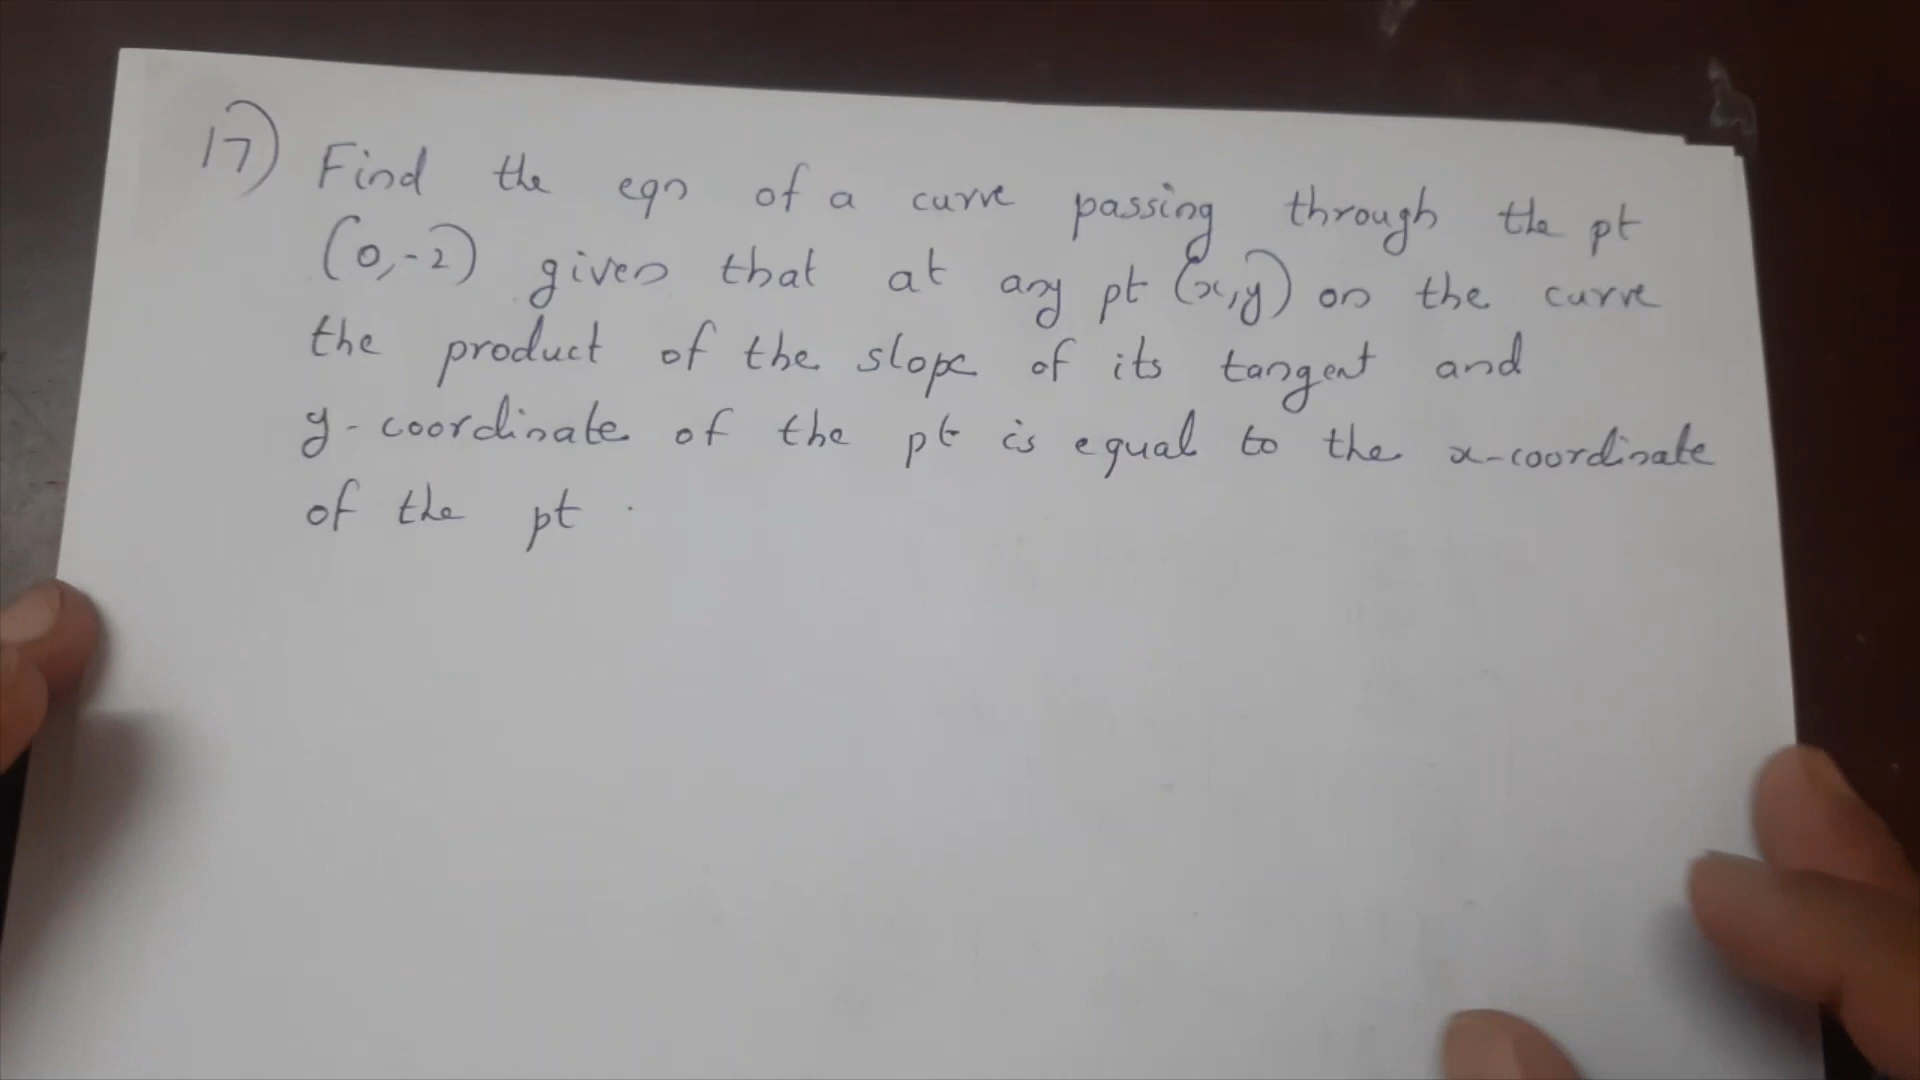 17) Find the eqn of a curve passing through the pt
(0,-2) given that at any pt (x,y) on the curve
the product of the slope of its tangent and
y-coordinate of the pt is equal to the x-coordinate
of the pt.